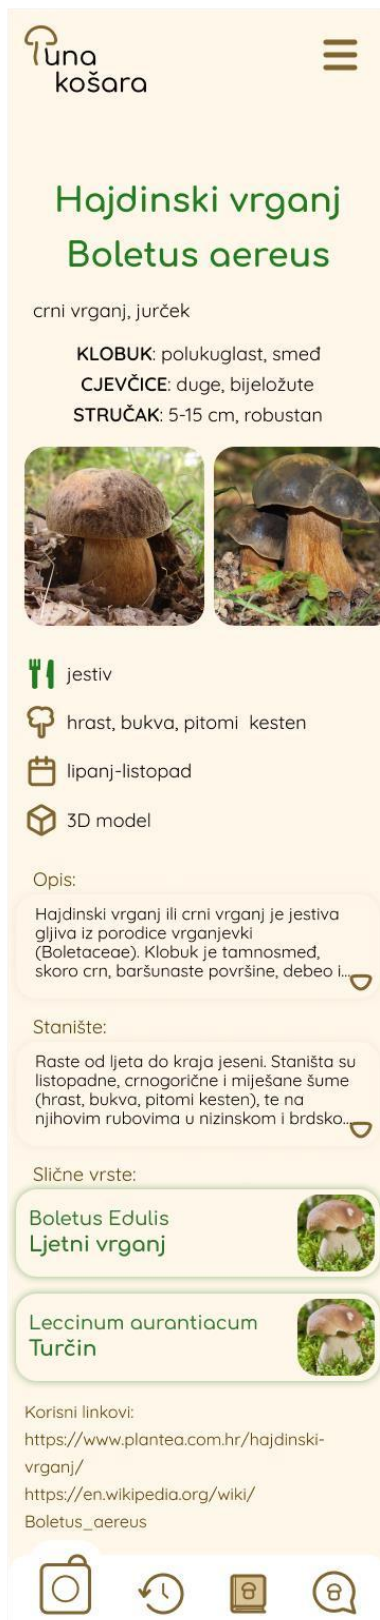 una
košara
Hajdinski vrganj
Boletus aereus
crni vrganj, jurček
KLOBUK: polukuglast, smeđ
CJEVČICE: duge, bijeložute
STRUČAK: 5-15 cm, robustan
jestiv
hrast, bukva, pitomi  kesten
lipanj-listopad
3D model
Opis:
Hajdinski vrganj ili crni vrganj je jestiva
gljiva iz porodice vrganjevki
(Boletaceae). Klobuk je tamnosmeđ,
skoro crn, baršunaste površine, debeo i...
Stanište:
Raste od ljeta do kraja jeseni. Staništa su
listopadne, crnogorične i miješane šume
(hrast, bukva, pitomi kesten), te na
njihovim rubovima u nizinskom i brdsko...
Slične vrste:
Boletus Edulis
Ljetni vrganj
Leccinum aurantiacum
Turčin
Korisni linkovi:
https://www.plantea.com.hr/hajdinski-
vrganj/
https://en.wikipedia.org/wiki/
Boletus_aereus